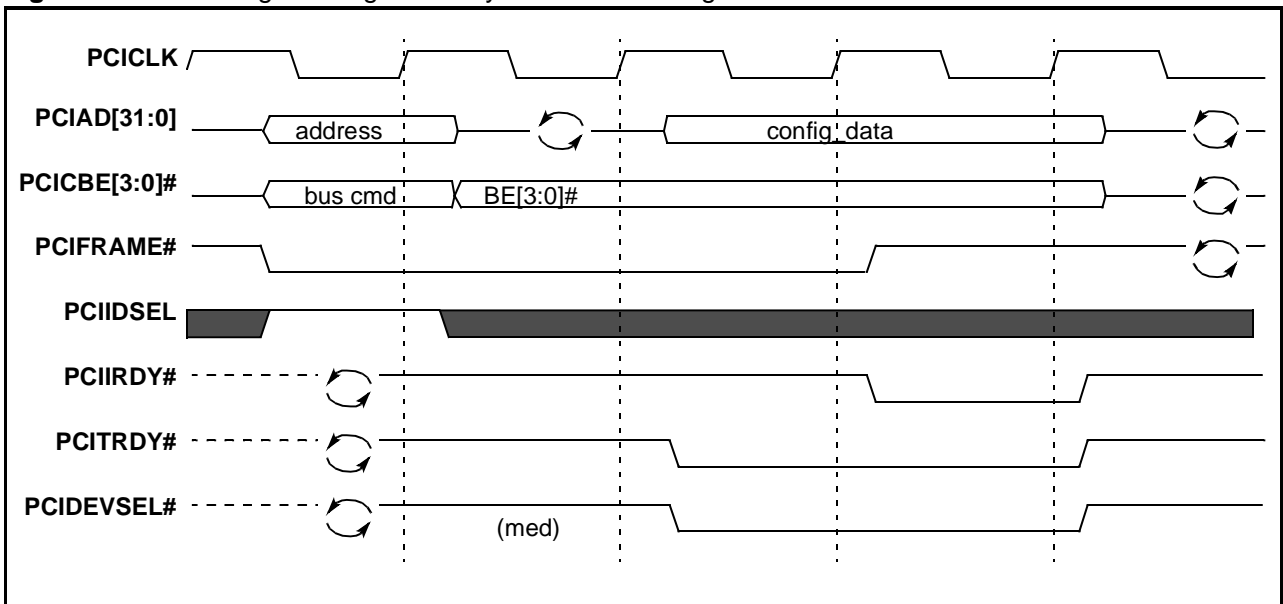 PCICLK
PCIAD[31:0]
address
config_data
PCICBE[3:0]#
bus cmd
BE[3:0]#
PCIFRAME#
PCIIDSEL
PCIIRDY#
PCITRDY#
PCIDEVSEL#
(med)